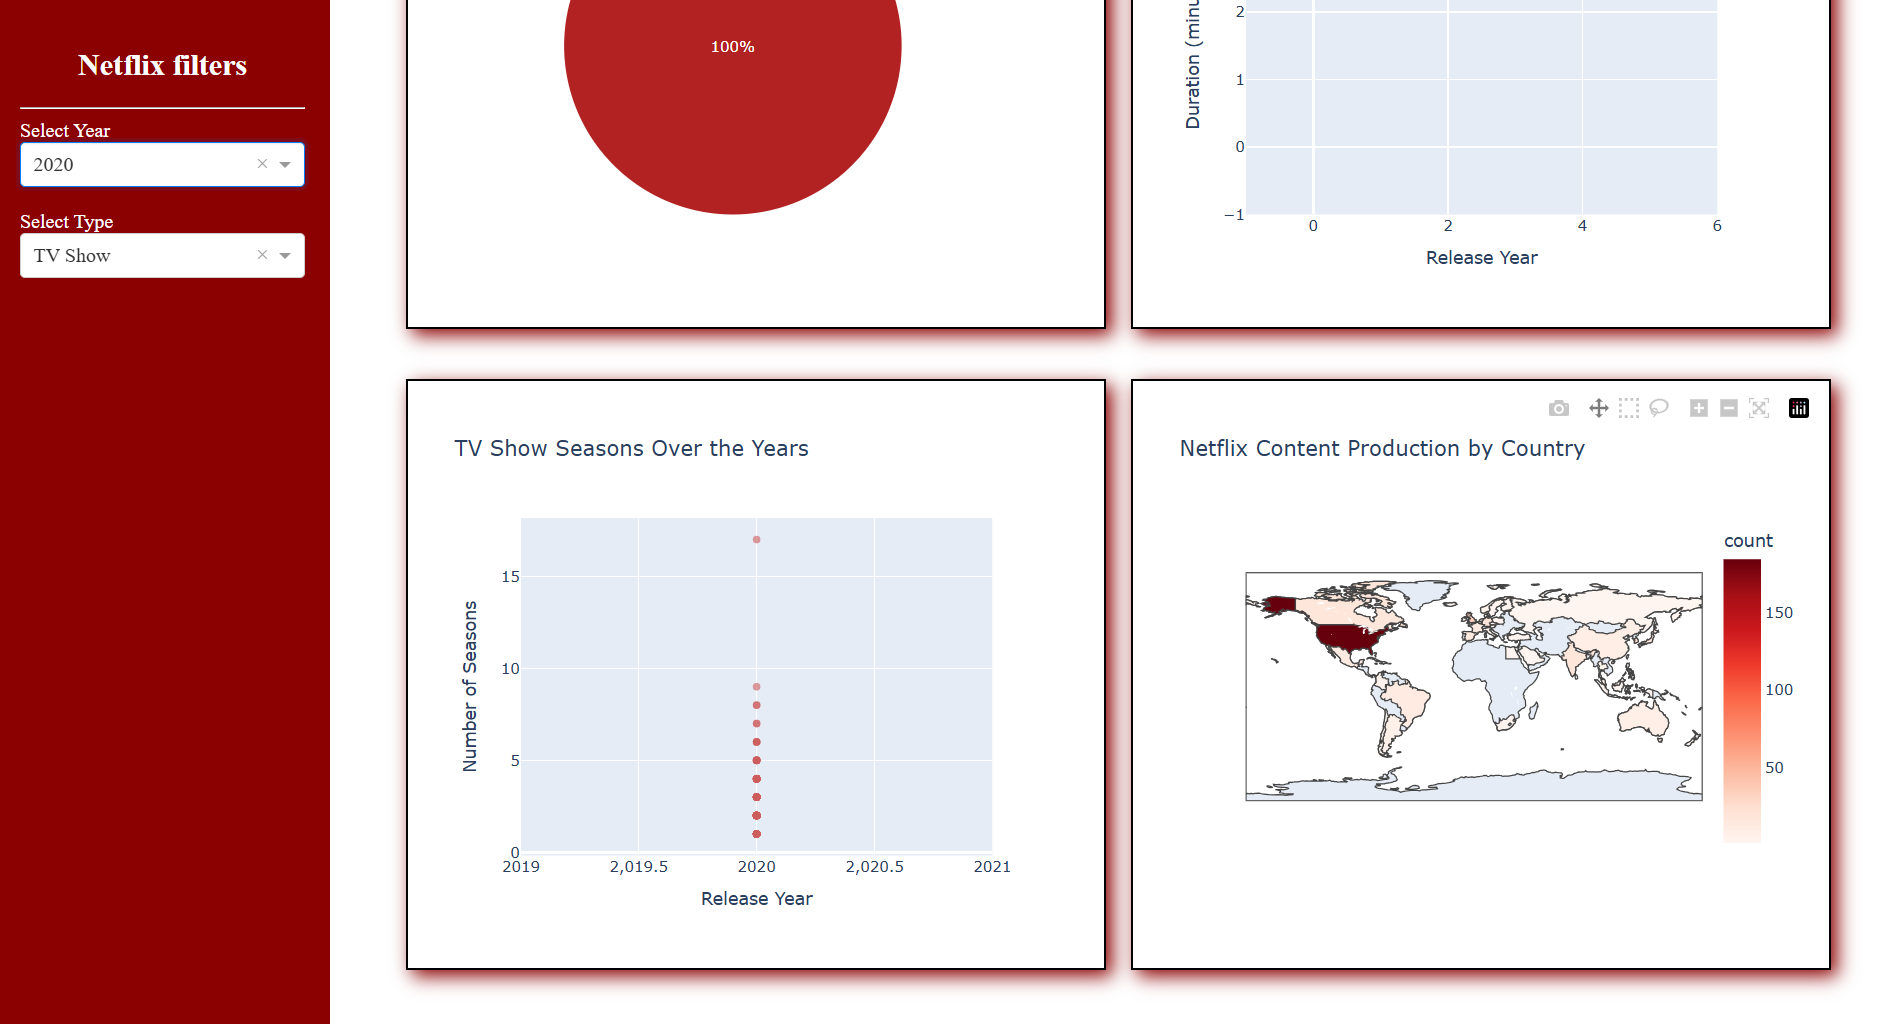 Netflix filters
Select Year
2020
Select Type
TV Show
100%
Duration (minu
2
1
0
−1
0
2
4
6
Release Year
TV Show Seasons Over the Years
Number of Seasons
15
10
5
0
2019
2,019.5
2020
2,020.5
2021
Release Year
Netflix Content Production by Country
count
150
100
50